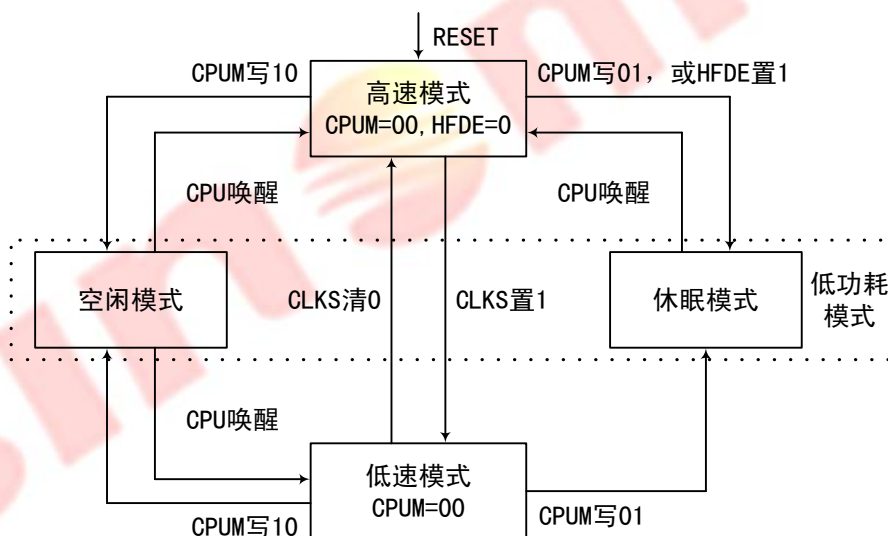 RESET
CPUM写10
CPUM写01，或HFDE置1
高速模式
CPUM=00,HFDE=0
CPU唤醒
CPU唤醒
空闲模式
CLKS清0
CLKS置1
休眠模式
低功耗
模式
CPU唤醒
低速模式
CPUM=00
CPUM写10
CPUM写01